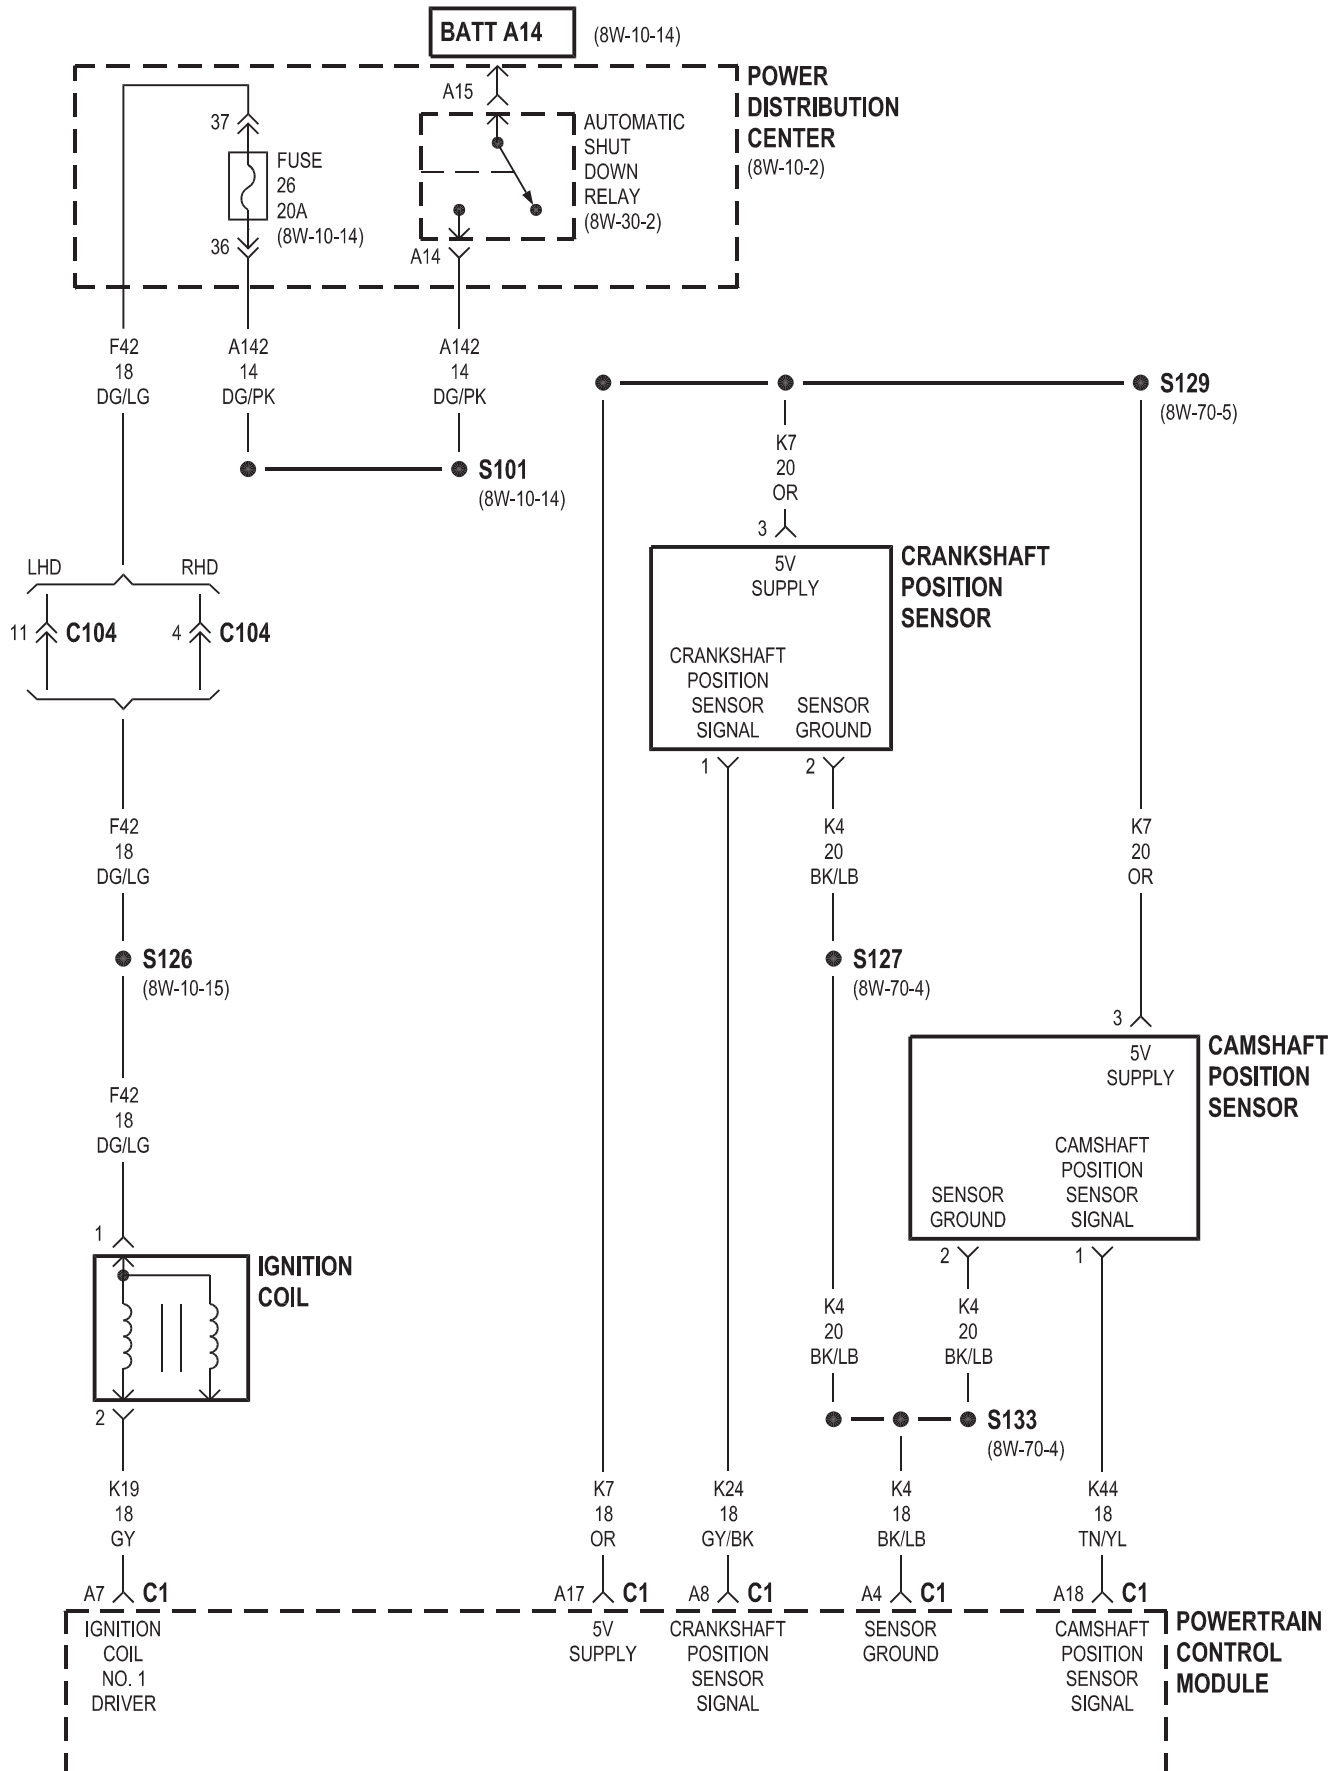 BATT A14
(8W-10-14)
A15
POWER
DISTRIBUTION
CENTER
(8W-10-2)
37
FUSE
26
20A
(8W-10-14)
36
AUTOMATIC
SHUT
DOWN
RELAY
(8W-30-2)
A14
F42
18
DG/LG
A142
14
DG/PK
A142
14
DG/PK
S101
(8W-10-14)
S129
(8W-70-5)
K7
20
OR
3
5V
SUPPLY
CRANKSHAFT
POSITION
SENSOR
LHD
RHD
11
C104
4
C104
CRANKSHAFT
POSITION
SENSOR
SIGNAL
SENSOR
GROUND
1
2
F42
18
DG/LG
K4
20
BK/LB
K7
20
OR
S126
(8W-10-15)
S127
(8W-70-4)
3
5V
SUPPLY
CAMSHAFT
POSITION
SENSOR
F42
18
DG/LG
SENSOR
GROUND
CAMSHAFT
POSITION
SENSOR
SIGNAL
2
1
1
IGNITION
COIL
2
K4
20
BK/LB
K4
20
BK/LB
S133
(8W-70-4)
K19
18
GY
K7
18
OR
K24
18
GY/BK
K4
18
BK/LB
K44
18
TN/YL
A7
C1
A17
C1
A8
C1
A4
C1
A18
C1
IGNITION
COIL
NO. 1
DRIVER
5V
SUPPLY
CRANKSHAFT
POSITION
SENSOR
SIGNAL
SENSOR
GROUND
CAMSHAFT
POSITION
SENSOR
SIGNAL
POWERTRAIN
CONTROL
MODULE